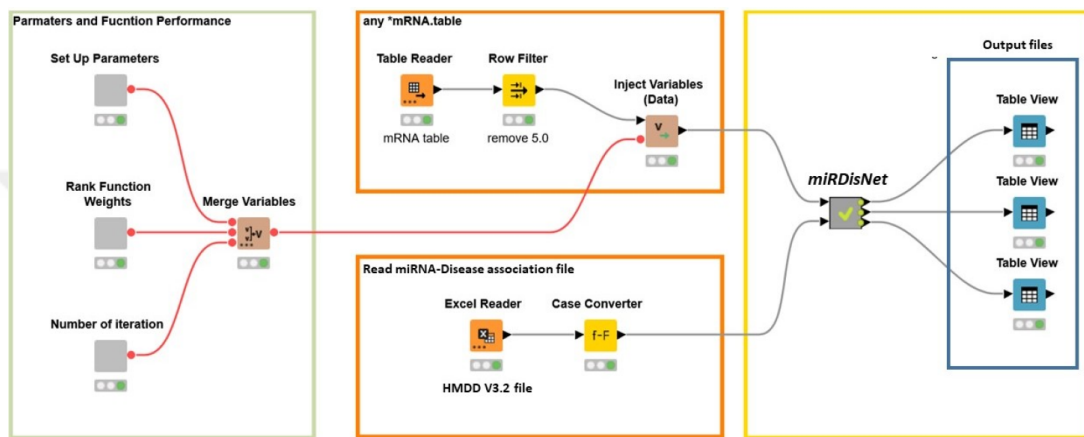 Parmaters and Fucntion Performance
Set Up Parameters
Rank Function
Weights
Merge Variables
Number of iteration
any *mRNA.table
Table Reader
mRNA table
Row Filter
remove 5.0
Inject Variables
(Data)
Read miRNA-Disease association file
Excel Reader
HMDD V3.2 file
Case Converter
miRDisNet
Output files
Table View
Table View
Table View